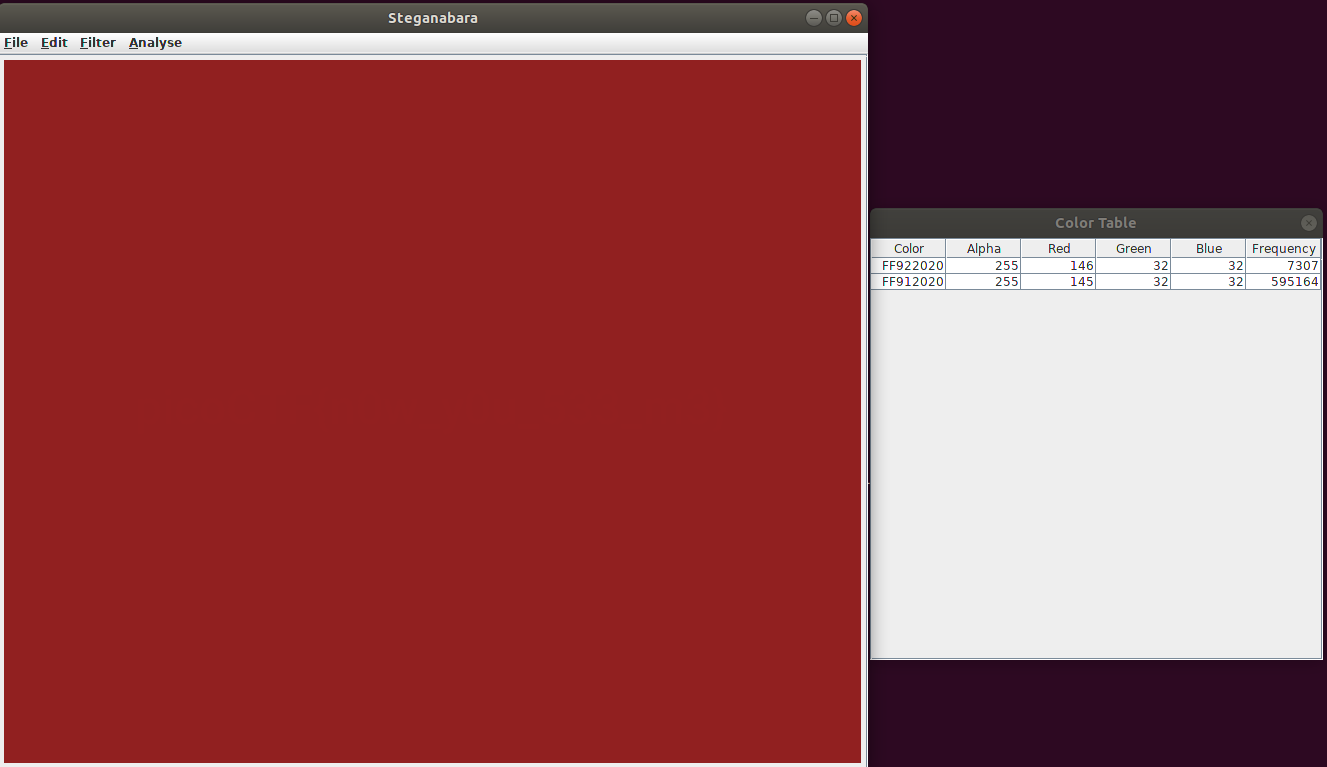 Steganabara
File Edit Filter Analyse
Color Table
Color Alpha Red Green Blue Frequency
FF922020 255 146 32 32 7307
FF912020 255 145 32 32 595164